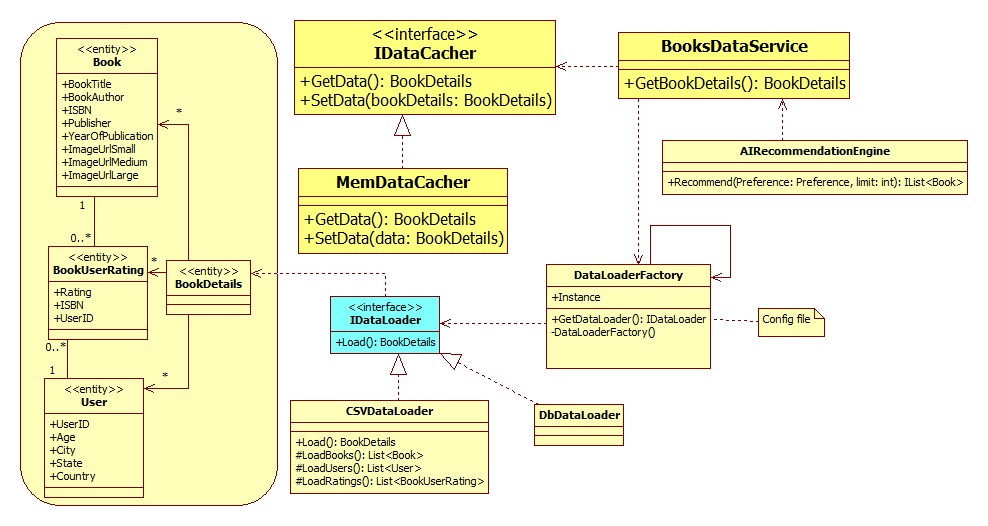 <<entity>>
Book
+BookTitle
+BookAuthor
+ISBN
+Publisher
+YearOfPublication
+ImageUrlSmall
+ImageUrlMedium
+ImageUrlLarge
*
1
0..*
<<entity>>
BookUserRating
+Rating
+ISBN
+UserID
*
<<entity>>
BookDetails
0..*
1
*
<<entity>>
User
+UserID
+Age
+City
+State
+Country
<<interface>>
IDataCacher
+GetData(): BookDetails
+SetData(bookDetails: BookDetails)
MemDataCacher
+GetData(): BookDetails
+SetData(data: BookDetails)
BooksDataService
+GetBookDetails(): BookDetails
AIRecommendationEngine
+Recommend(Preference: Preference, limit: int): IList<Book>
<<interface>>
IDataLoader
+Load(): BookDetails
DataLoaderFactory
+Instance
+GetDataLoader(): IDataLoader
-DataLoaderFactory()
Config file
CSVDataLoader
+Load(): BookDetails
#LoadBooks(): List<Book>
#LoadUsers(): List<User>
#LoadRatings(): List<BookUserRating>
DbDataLoader